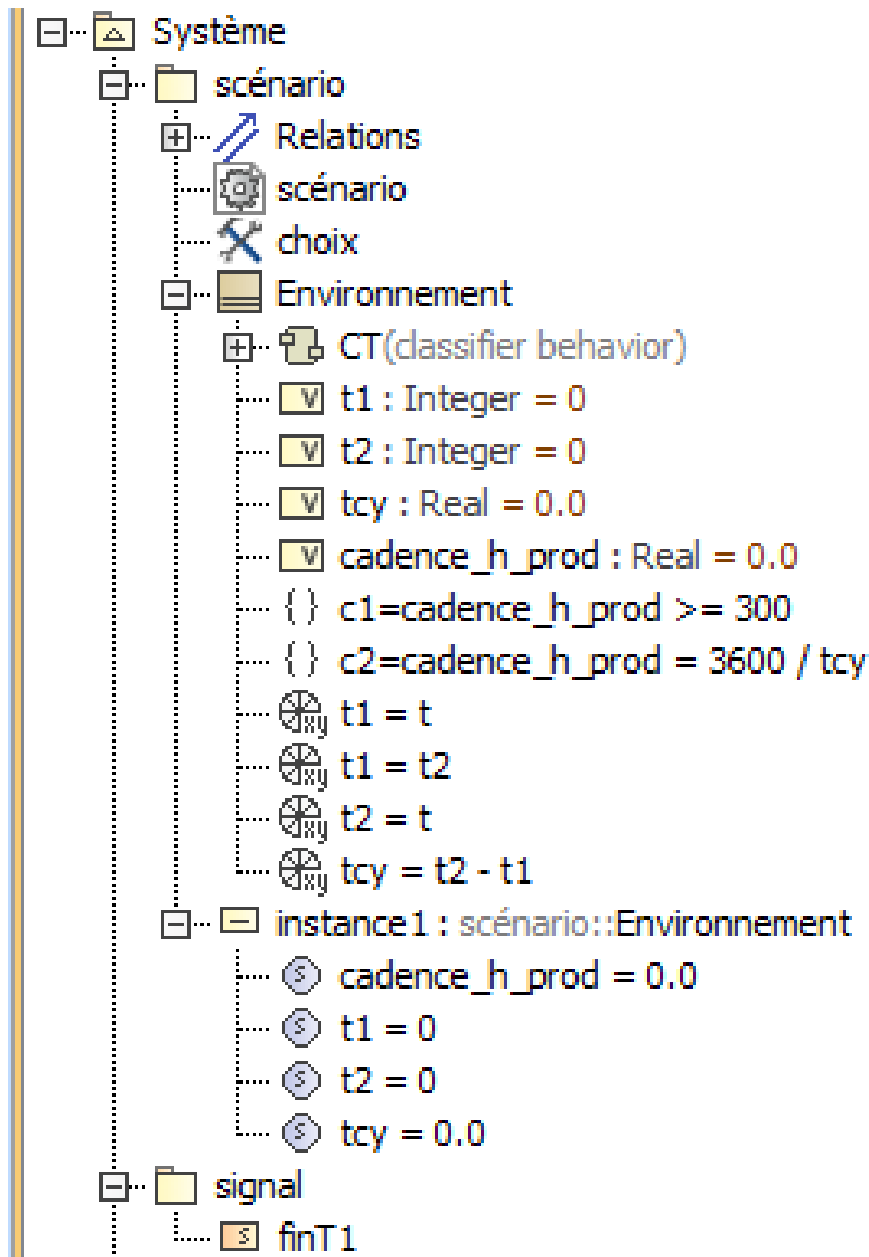 Système
scénario
Relations
scénario
choix
Environnement
CT(classifier behavior)
t1 : Integer = 0
t2 : Integer = 0
tcy : Real = 0.0
cadence_h_prod : Real = 0.0
{ } c1=cadence_h_prod >= 300
{ } c2=cadence_h_prod = 3600 / tcy
t1 = t
t1 = t2
t2 = t
tcy = t2 - t1
instance1 : scénario::Environnement
cadence_h_prod = 0.0
t1 = 0
t2 = 0
tcy = 0.0
signal
finT1